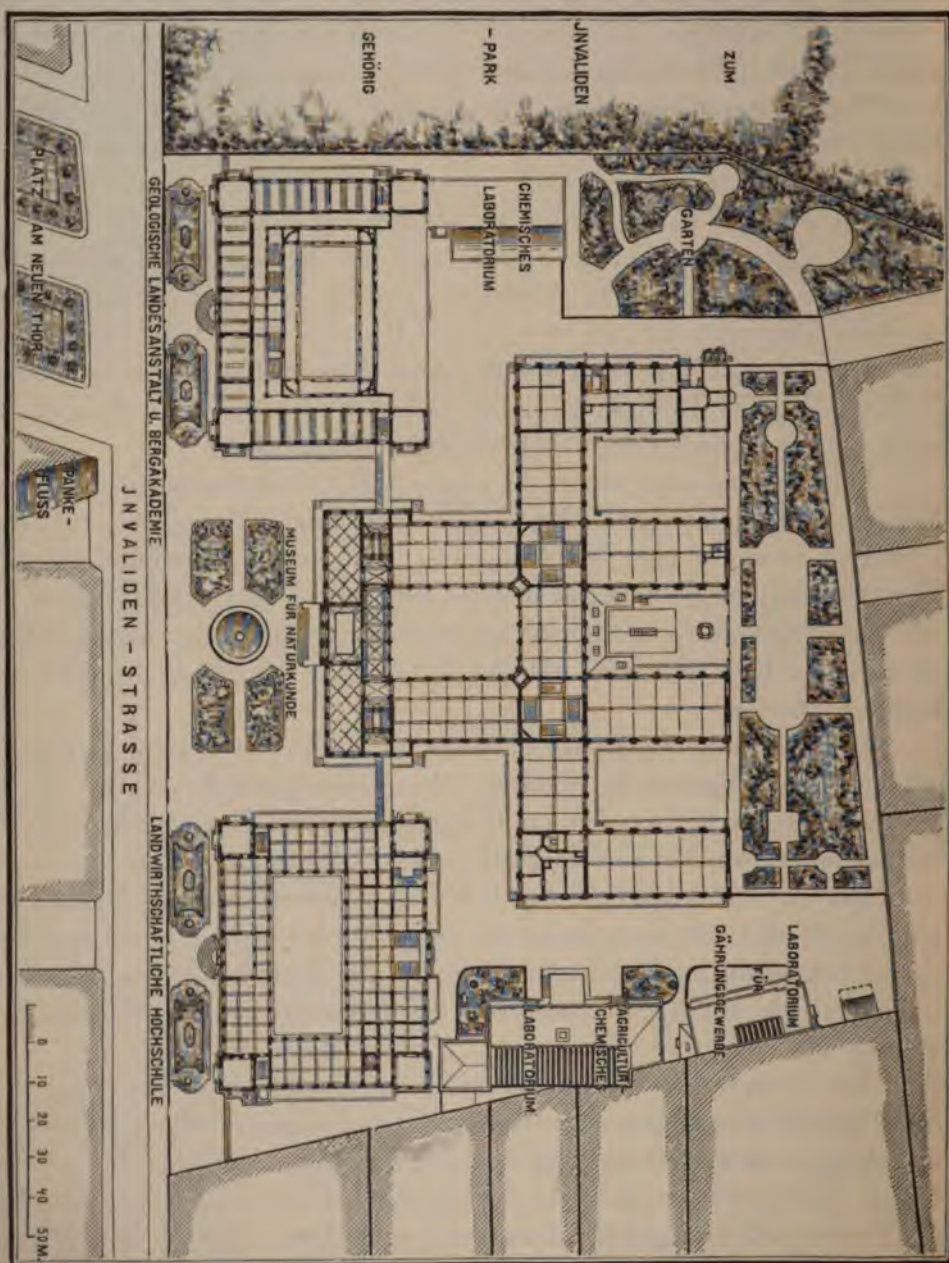 ZUM
JNVALIDEN
- PARK
GEHÖRIG
GARTEN
CHEMISCHES
LABORATORIUM
LABORATORIUM
FÜR
GÄHRUNGSGEWERBE
AGRICULTUR-
CHEMISCHES
LABORATORIUM
MUSEUM FÜR NATURKUNDE
GEOLOGISCHE LANDESANSTALT U. BERGAKADEMIE
LANDWIRTHSCHAFTLICHE HOCHSCHULE
JNVALIDEN - STRASSE
PLATZ AM NEUEN THOR
PANKE-
FLUSS
0 10 20 30 40 50 M.